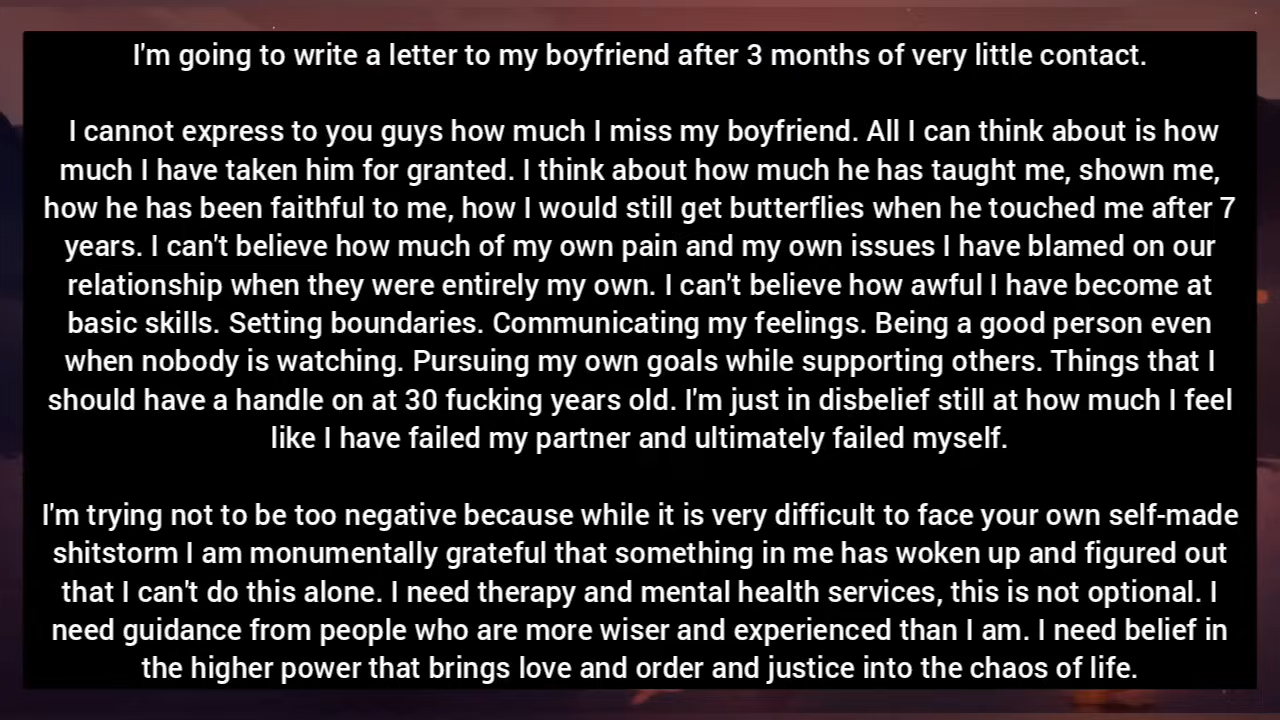 I'm going to write a letter to my boyfriend after 3 months of very little contact.
I cannot express to you guys how much I miss my boyfriend. All I can think about is how
much I have taken him for granted. I think about how much he has taught me, shown me,
how he has been faithful to me, how I would still get butterflies when he touched me after 7
years. I can't believe how much of my own pain and my own issues I have blamed on our
relationship when they were entirely my own. I can't believe how awful I have become at
basic skills. Setting boundaries. Communicating my feelings. Being a good person even
when nobody is watching. Pursuing my own goals while supporting others. Things that I
should have a handle on at 30 fucking years old. I'm just in disbelief still at how much I feel
like I have failed my partner and ultimately failed myself.
I'm trying not to be too negative because while it is very difficult to face your own self-made
shitstorm I am monumentally grateful that something in me has woken up and figured out
that I can't do this alone. I need therapy and mental health services, this is not optional. I
need guidance from people who are more wiser and experienced than I am. I need belief in
the higher power that brings love and order and justice into the chaos of life.